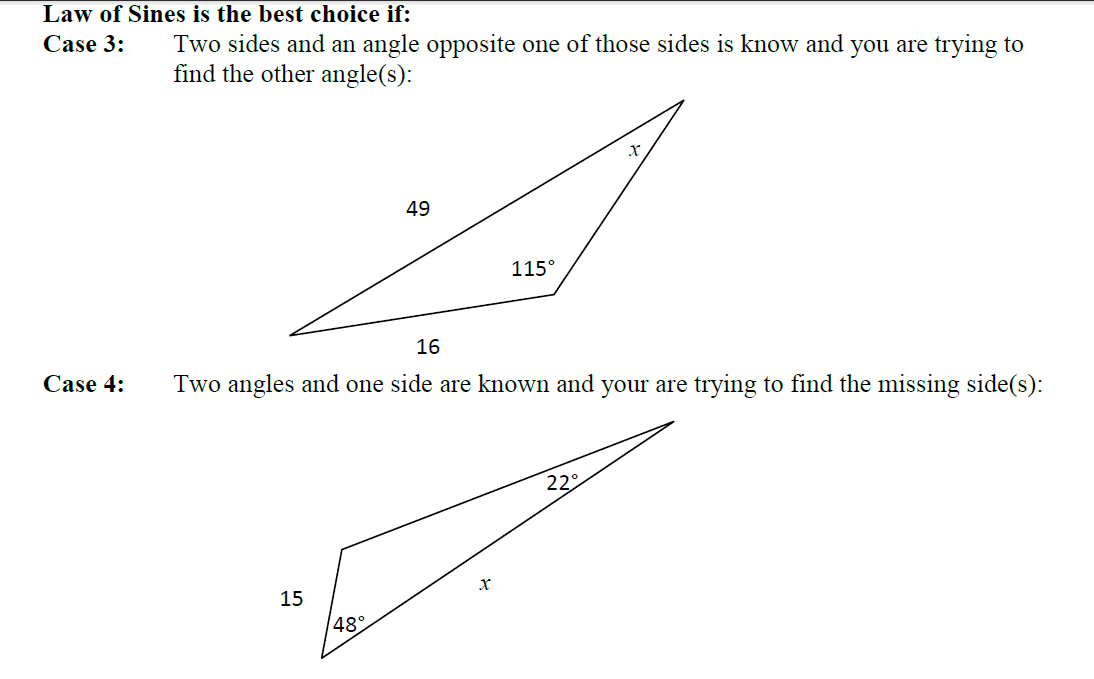 Law of Sines is the best choice if:
Case 3: Two sides and an angle opposite one of those sides is know and you are trying to
find the other angle(s):
x
49
115°
16
Case 4: Two angles and one side are known and your are trying to find the missing side(s):
22°
x
15
48°